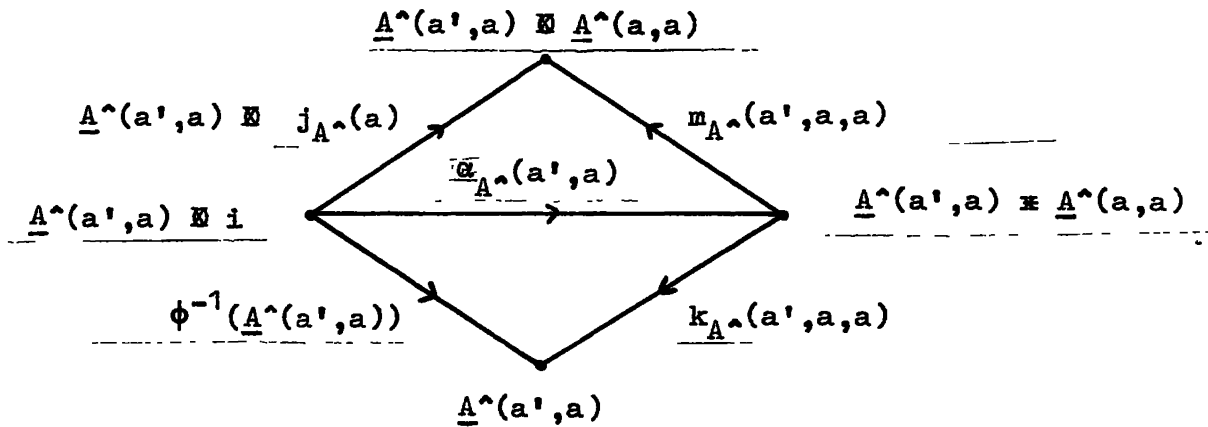 A^(a',a) ⊠ A^(a,a)
A^(a',a) ⊠ j_A^(a)
m_A^(a',a,a)
α_A^(a',a)
A^(a',a) ⊠ i
A^(a',a) ⌧ A^(a,a)
ϕ⁻¹(A^(a',a))
k_A^(a',a,a)
A^(a',a)